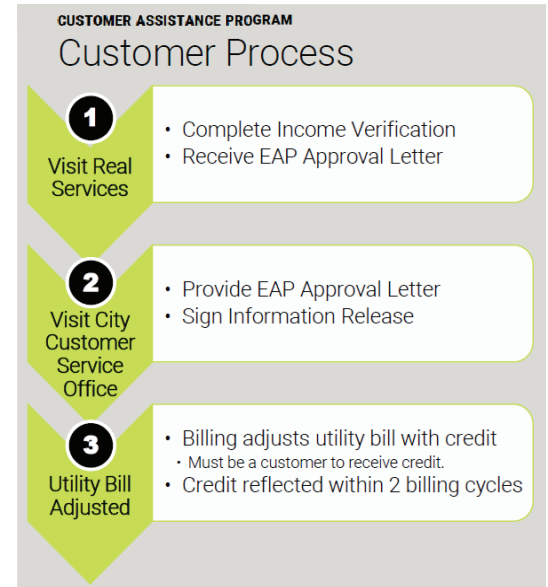 CUSTOMER ASSISTANCE PROGRAM
Customer Process
1
Visit Real
Services
• Complete Income Verification
• Receive EAP Approval Letter
2
Visit City
Customer
Service
Office
• Provide EAP Approval Letter
• Sign Information Release
3
Utility Bill
Adjusted
• Billing adjusts utility bill with credit
• Must be a customer to receive credit.
• Credit reflected within 2 billing cycles